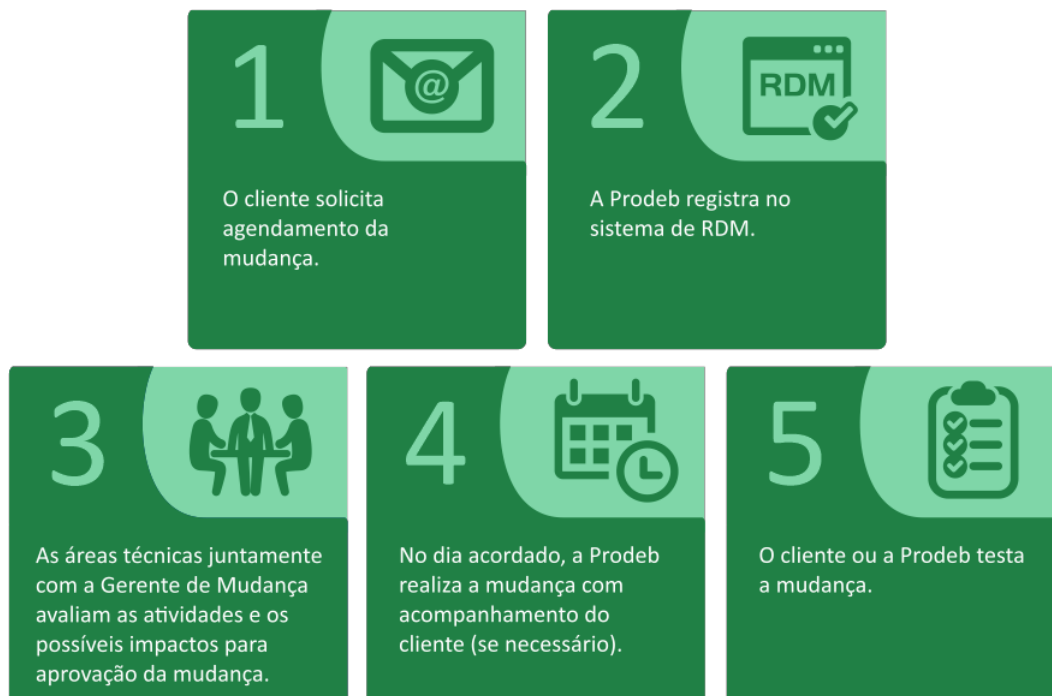 1
@
O cliente solicita
agendamento da
mudança.
2
RDM
A Prodeb registra no
sistema de RDM.
3
As áreas técnicas juntamente
com a Gerente de Mudança
avaliam as atividades e os
possíveis impactos para
aprovação da mudança.
4
No dia acordado, a Prodeb
realiza a mudança com
acompanhamento do
cliente (se necessário).
5
O cliente ou a Prodeb testa
a mudança.